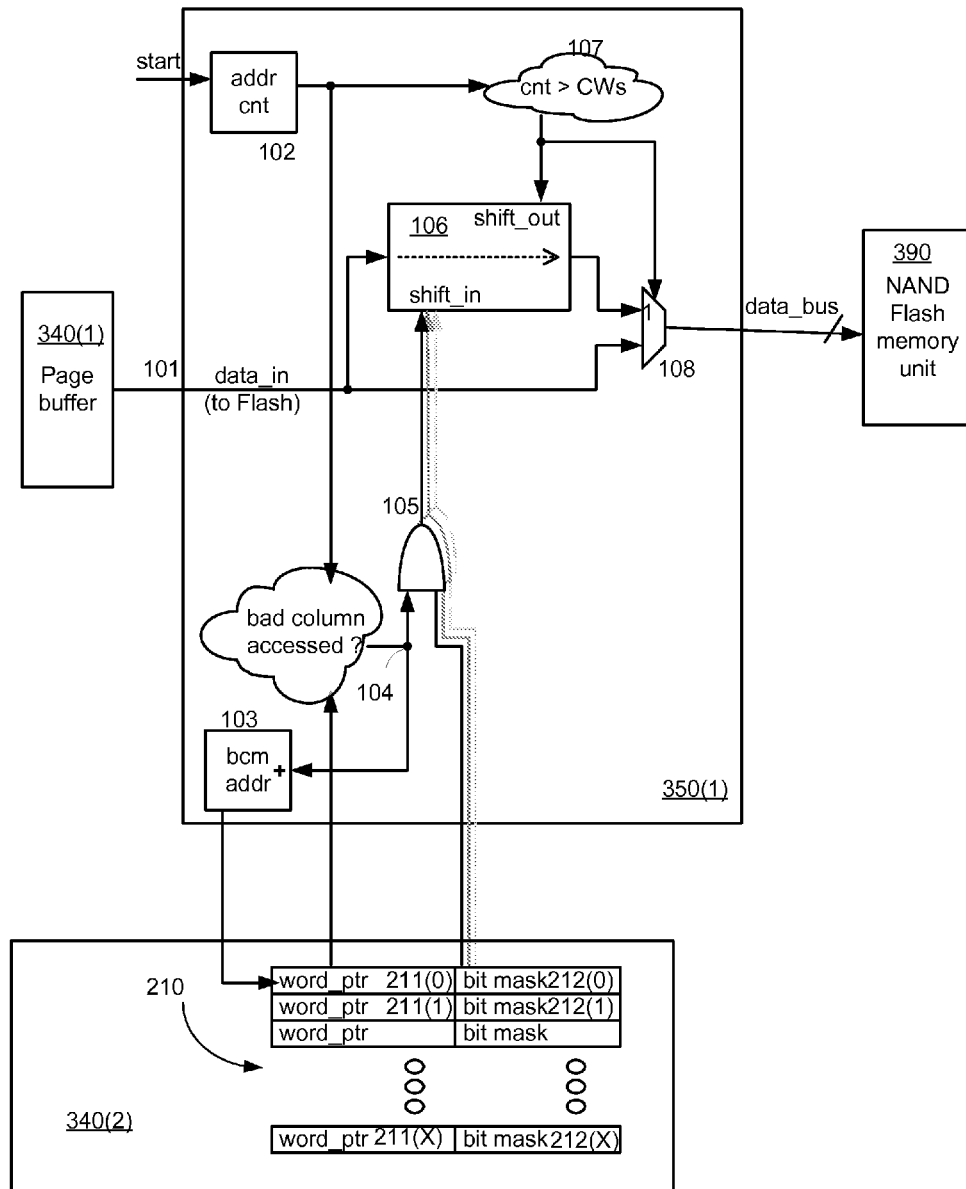 start
addr
cnt
102
107
cnt > CWs
106
shift_out
shift_in
1
108
data_bus
390
NAND
Flash
memory
unit
340(1)
Page
buffer
101
data_in
(to Flash)
105
bad column
accessed ?
104
103
bcm
addr
+
350(1)
210
word_ptr 211(0) bit mask212(0)
word_ptr 211(1) bit mask212(1)
word_ptr bit mask
340(2)
word_ptr 211(X) bit mask212(X)